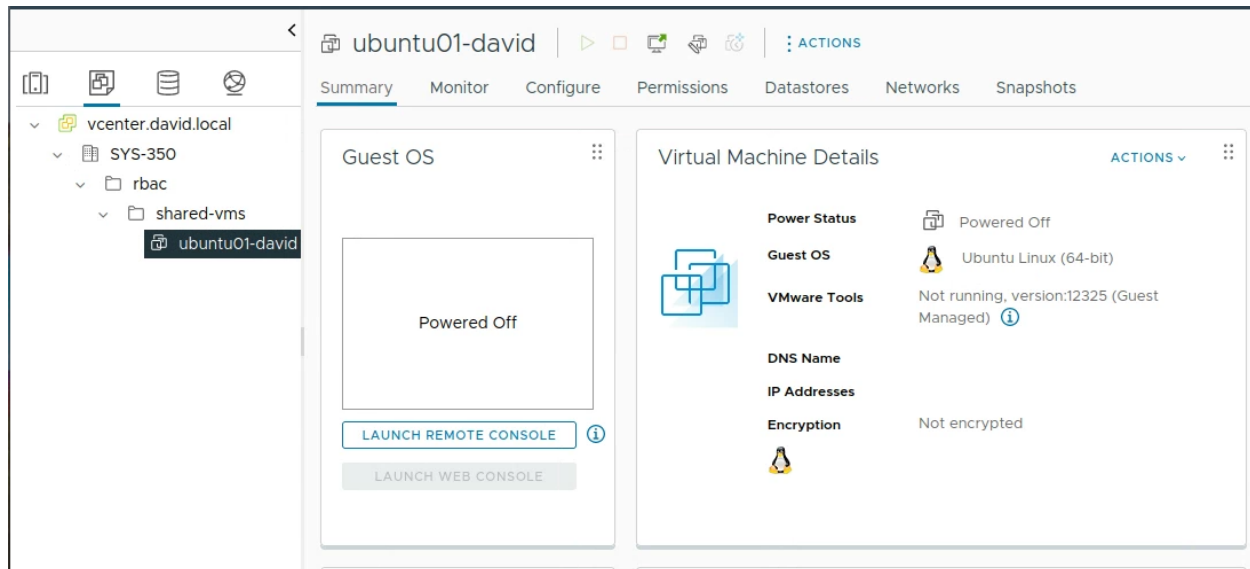 ubuntu01-david
ACTIONS
Summary Monitor Configure Permissions Datastores Networks Snapshots
vcenter.david.local
SYS-350
rbac
shared-vms
ubuntu01-david
Guest OS
Powered Off
LAUNCH REMOTE CONSOLE
LAUNCH WEB CONSOLE
Virtual Machine Details
ACTIONS
Power Status Powered Off
Guest OS Ubuntu Linux (64-bit)
VMware Tools Not running, version:12325 (Guest
Managed)
DNS Name
IP Addresses
Encryption Not encrypted